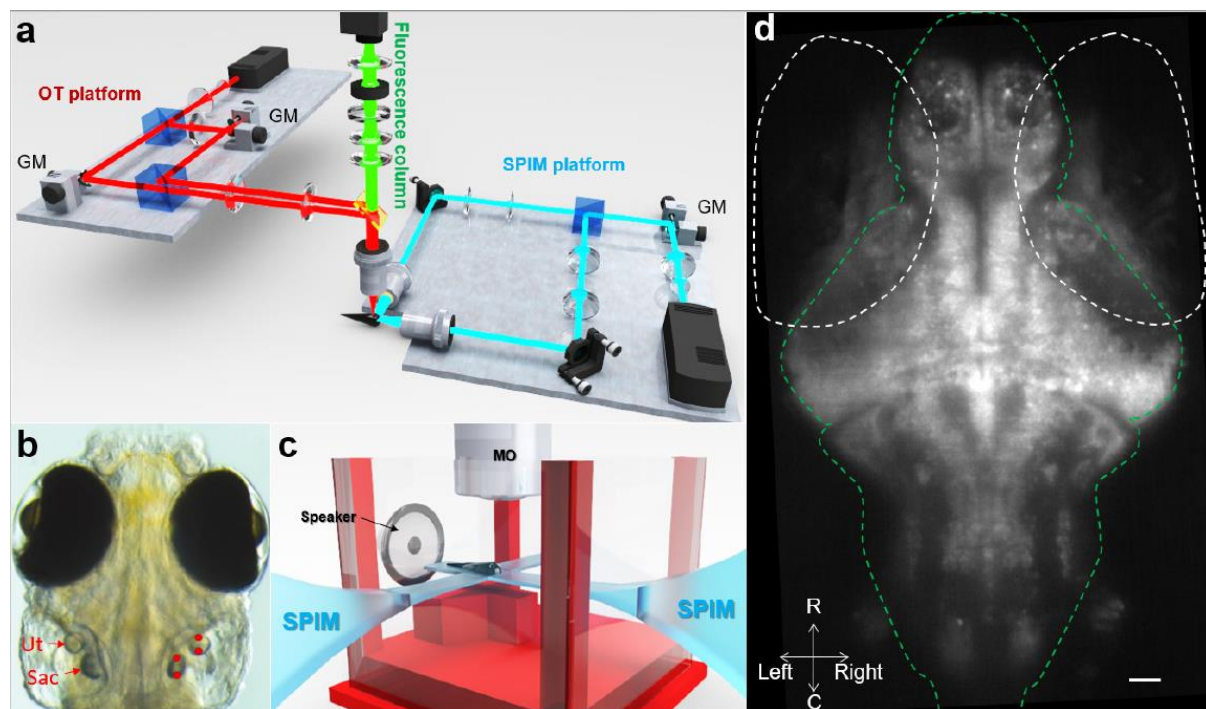 a
OT platform
GM
GM
Fluorescence column
SPIM platform
GM
b
Ut
Sac
c
MO
Speaker
SPIM
SPIM
d
R
Left
Right
C